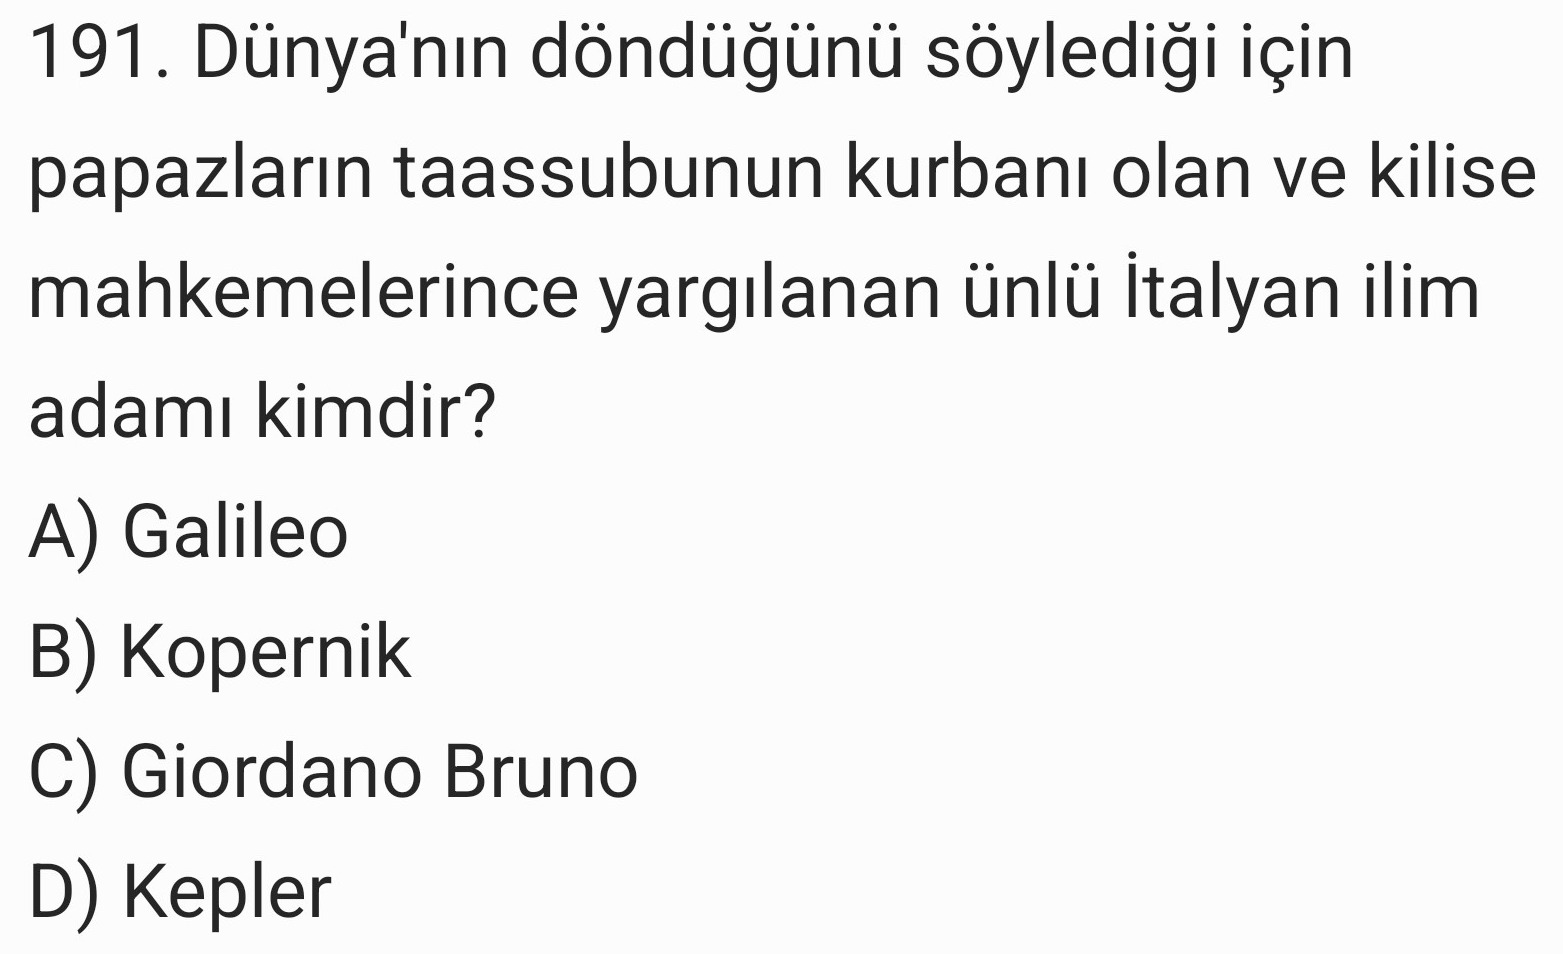 191. Dünya'nın döndüğünü söylediği için
papazların taassubunun kurbanı olan ve kilise
mahkemelerince yargılanan ünlü İtalyan ilim
adamı kimdir?
A) Galileo
B) Kopernik
C) Giordano Bruno
D) Kepler